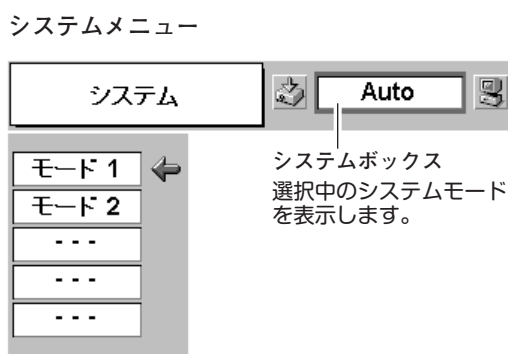 システムメニュー
システム
Auto
モード 1
モード 2
- - -
- - -
- - -
システムボックス
選択中のシステムモード
を表示します。